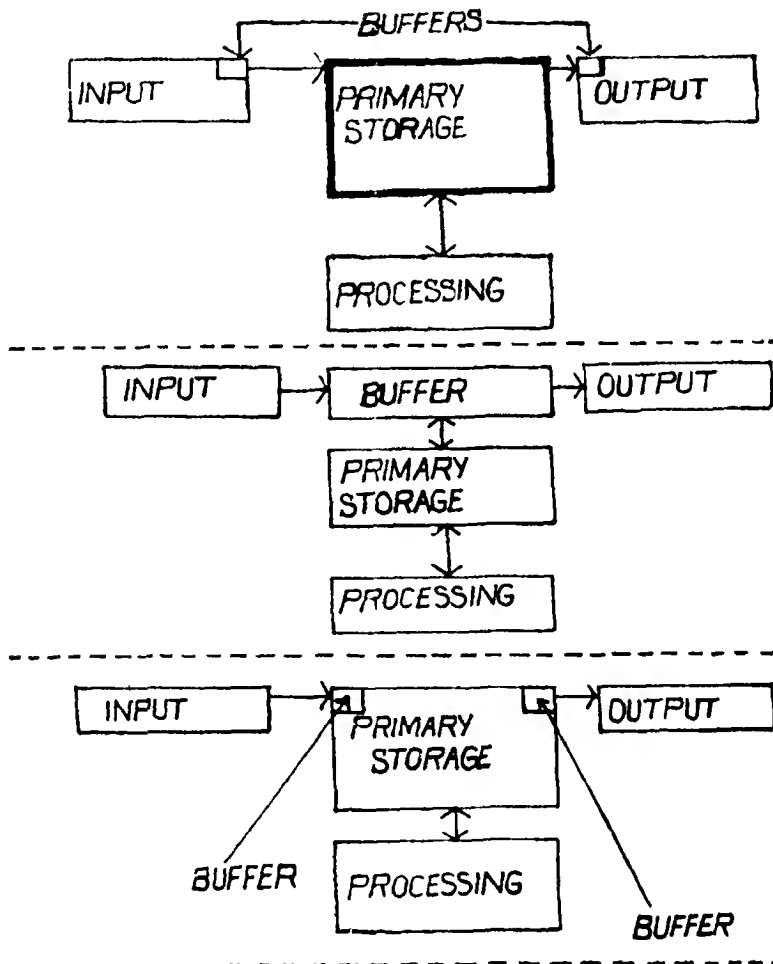 BUFFERS
INPUT
PRIMARY
STORAGE
OUTPUT
PROCESSING
INPUT
BUFFER
OUTPUT
PRIMARY
STORAGE
PROCESSING
INPUT
PRIMARY
STORAGE
OUTPUT
BUFFER
PROCESSING
BUFFER